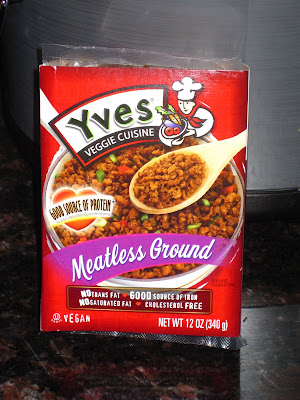 Yves
VEGGIE CUISINE
GOOD SOURCE OF PROTEIN
Meatless Ground
NO TRANS FAT GOOD SOURCE OF IRON
NO SATURATED FAT CHOLESTEROL FREE
VEGAN
NET WT 12 OZ (340g)